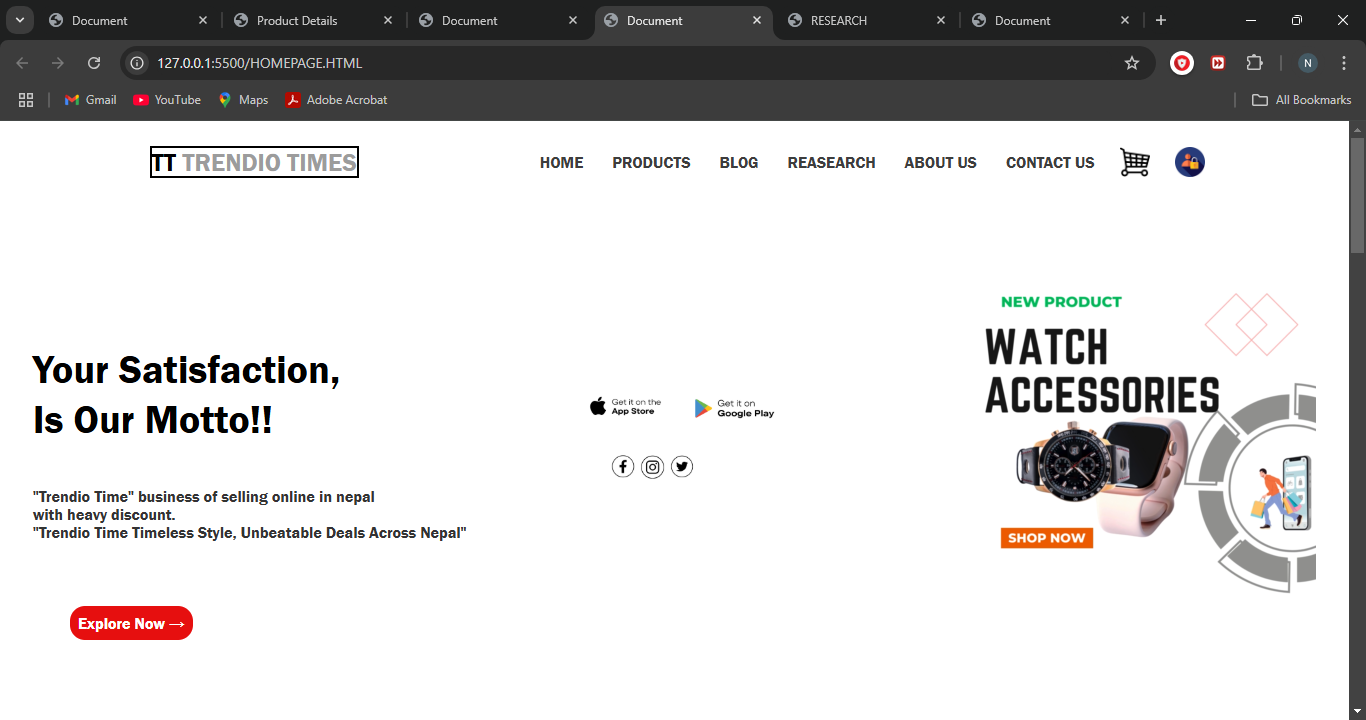 Document
Product Details
Document
Document
RESEARCH
Document
127.0.0.1:5500/HOMEPAGE.HTML
N
Gmail
YouTube
Maps
Adobe Acrobat
All Bookmarks
TT TRENDIO TIMES
HOME
PRODUCTS
BLOG
REASEARCH
ABOUT US
CONTACT US
Your Satisfaction,
Is Our Motto!!
"Trendio Time" business of selling online in nepal
with heavy discount.
"Trendio Time Timeless Style, Unbeatable Deals Across Nepal"
Explore Now →
Get it on the
App Store
Get it on
Google Play
NEW PRODUCT
WATCH
ACCESSORIES
SHOP NOW